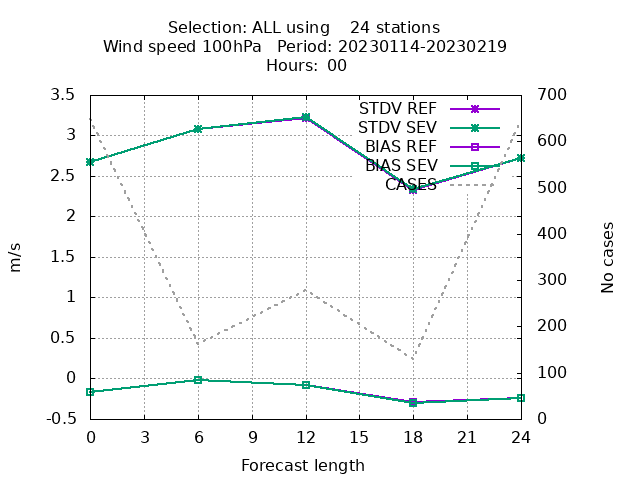 Selection: ALL using    24 stations
Wind speed 100hPa   Period: 20230114-20230219
Hours: 00
3.5
3
2.5
2
1.5
1
0.5
0
-0.5
m/s
STDV REF
STDV SEV
BIAS REF
BIAS SEV
CASES
700
600
500
400
300
200
100
0
No cases
0 3 6 9 12 15 18 21 24
Forecast length